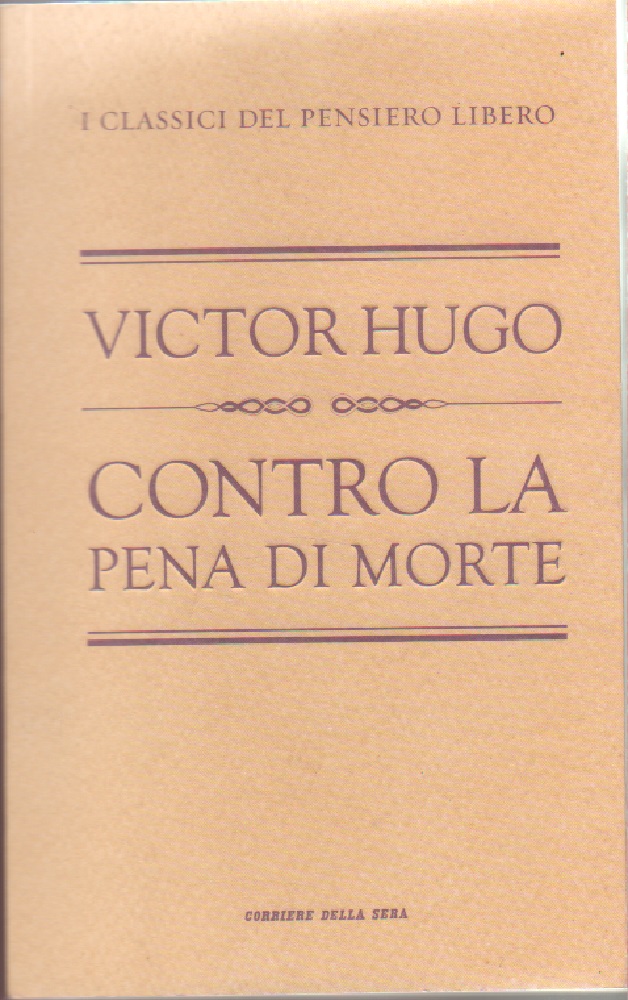 I CLASSICI DEL PENSIERO LIBERO
VICTOR HUGO
CONTRO LA
PENA DI MORTE
CORRIERE DELLA SERA